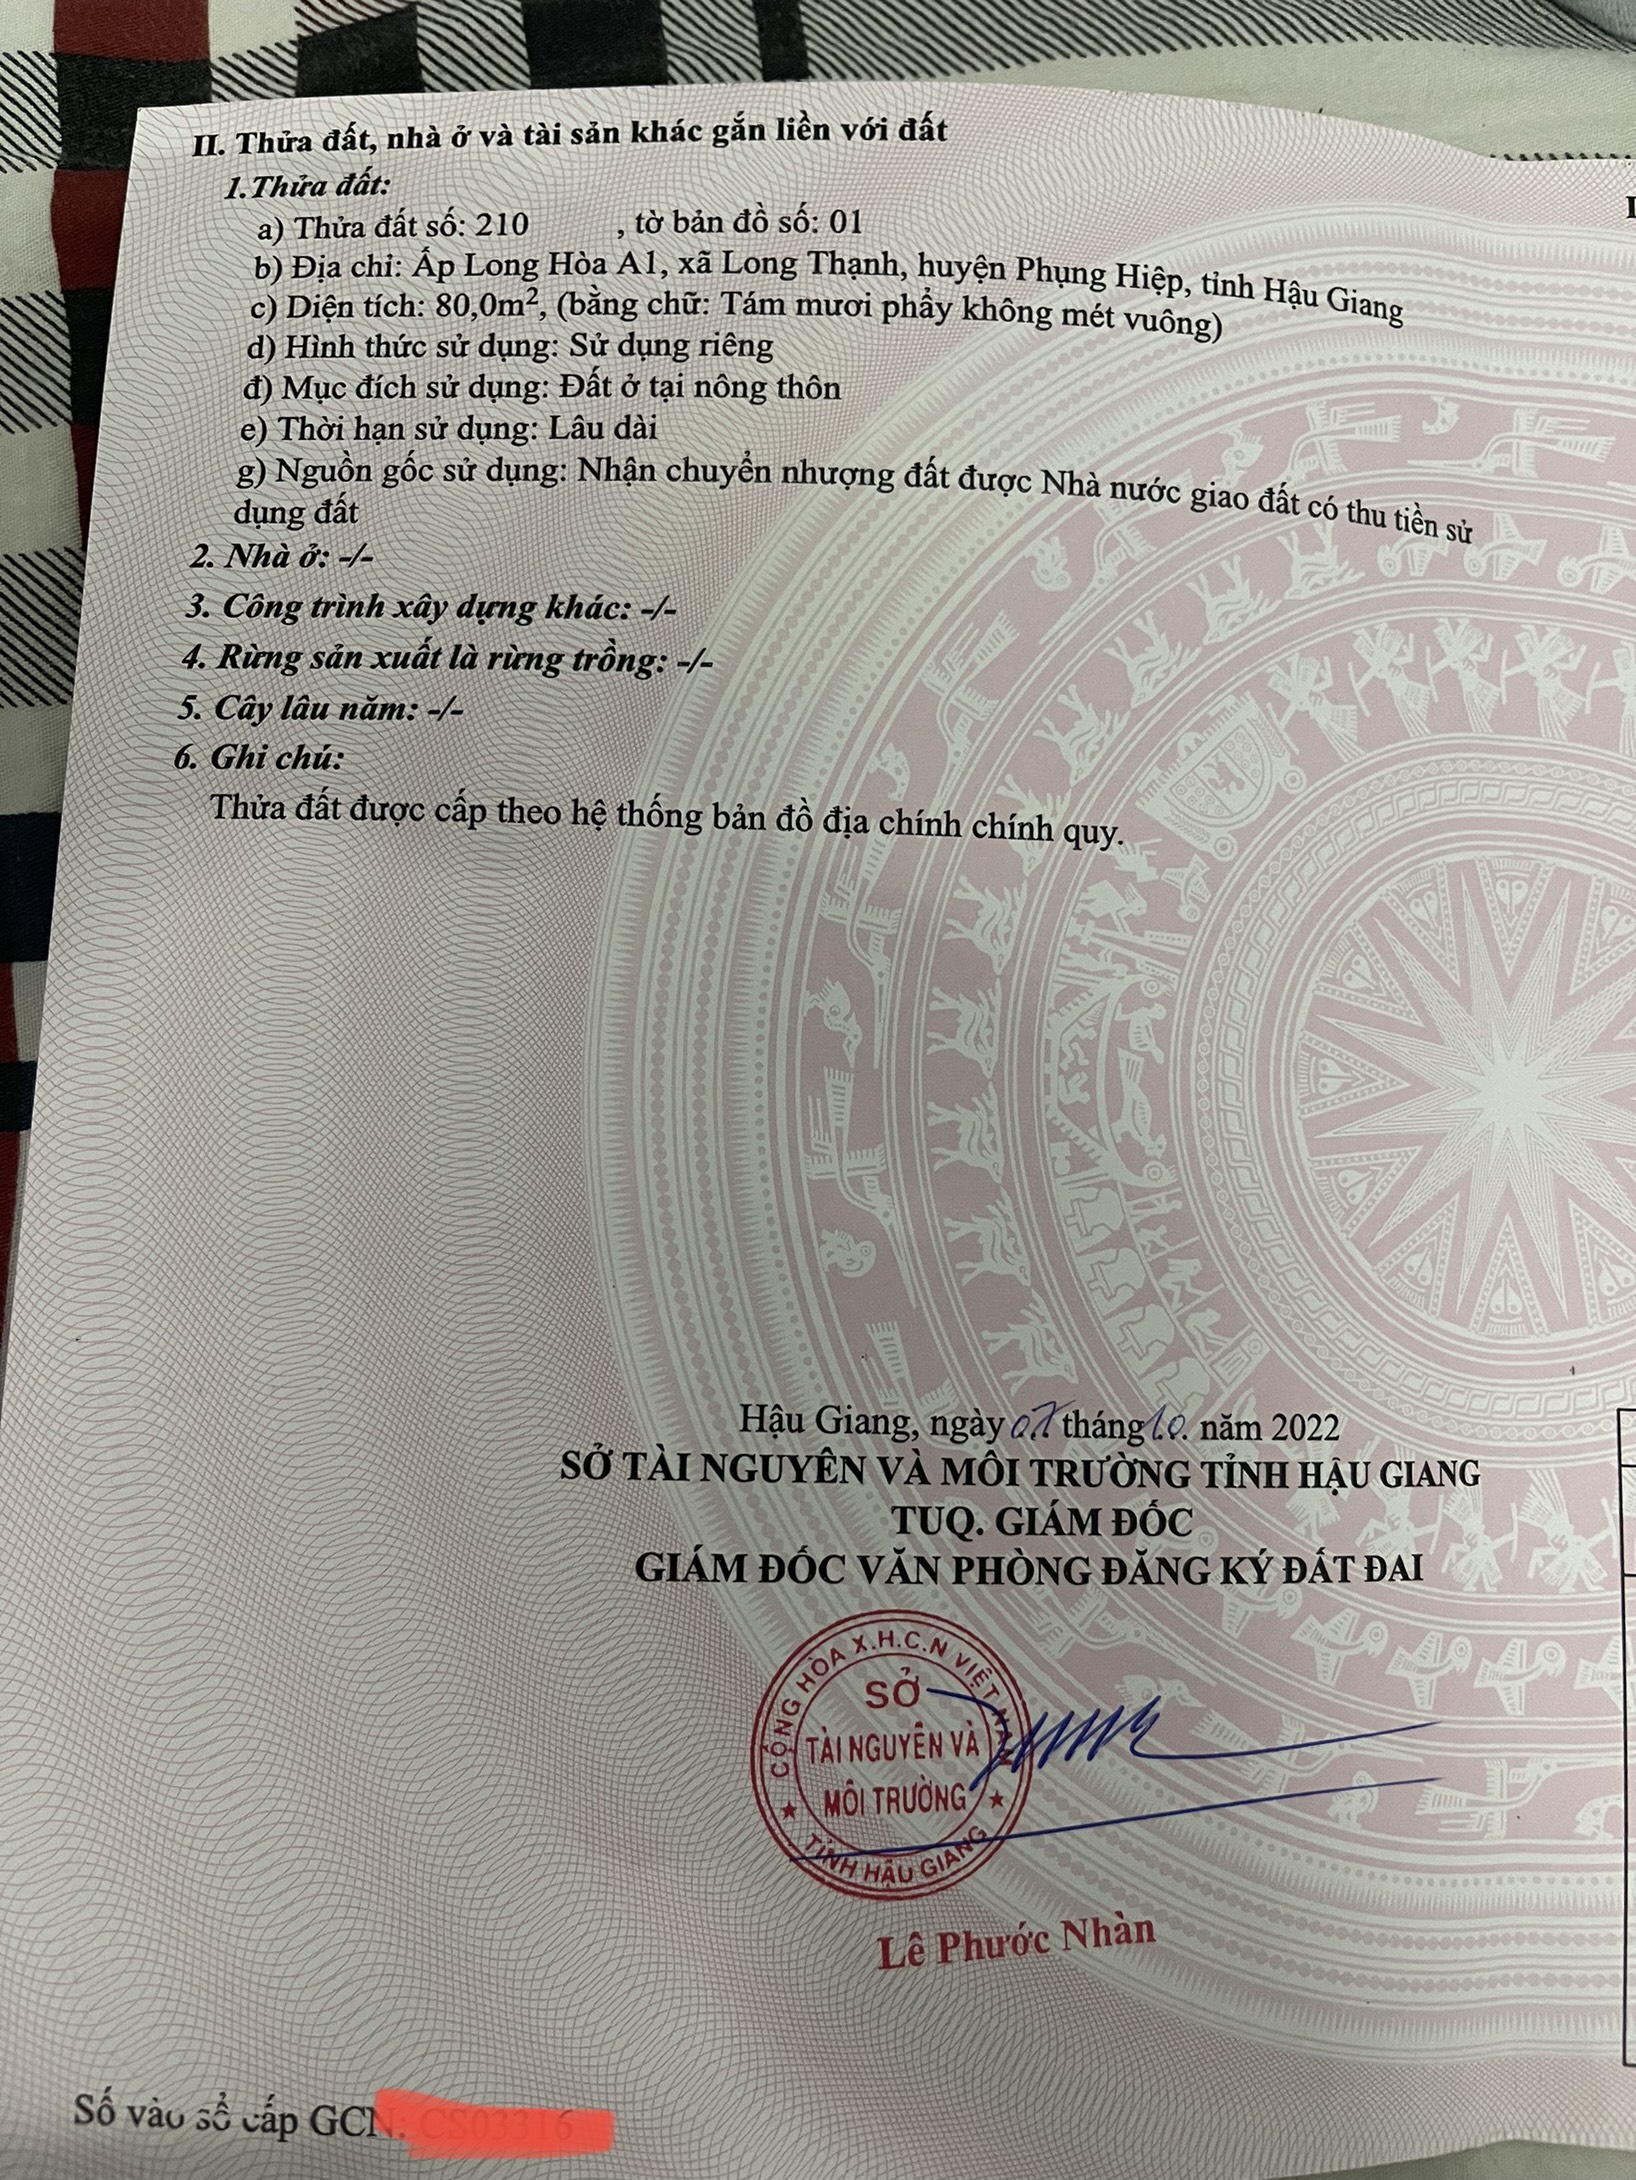 II. Thửa đất, nhà ở và tài sản khác gắn liền với đất
1. Thửa đất:
a) Thửa đất số: 210 , tờ bản đồ số: 01
b) Địa chỉ: Ấp Long Hòa A1, xã Long Thạnh, huyện Phụng Hiệp, tỉnh Hậu Giang
c) Diện tích: 80,0m², (bằng chữ: Tám mươi phẩy không mét vuông)
d) Hình thức sử dụng: Sử dụng riêng
đ) Mục đích sử dụng: Đất ở tại nông thôn
e) Thời hạn sử dụng: Lâu dài
g) Nguồn gốc sử dụng: Nhận chuyển nhượng đất được Nhà nước giao đất có thu tiền sử
dụng đất
2. Nhà ở: -/-
3. Công trình xây dựng khác: -/-
4. Rừng sản xuất là rừng trồng: -/-
5. Cây lâu năm: -/-
6. Ghi chú:
Thửa đất được cấp theo hệ thống bản đồ địa chính chính quy.
Hậu Giang, ngày 07 tháng 10 năm 2022
SỞ TÀI NGUYÊN VÀ MÔI TRƯỜNG TỈNH HẬU GIANG
TUQ. GIÁM ĐỐC
GIÁM ĐỐC VĂN PHÒNG ĐĂNG KÝ ĐẤT ĐAI
CỘNG HÒA X.H.C.N VIỆT NAM
SỞ
TÀI NGUYÊN VÀ
MÔI TRƯỜNG
TỈNH HẬU GIANG
Lê Phước Nhàn
Số vào sổ cấp GCN: